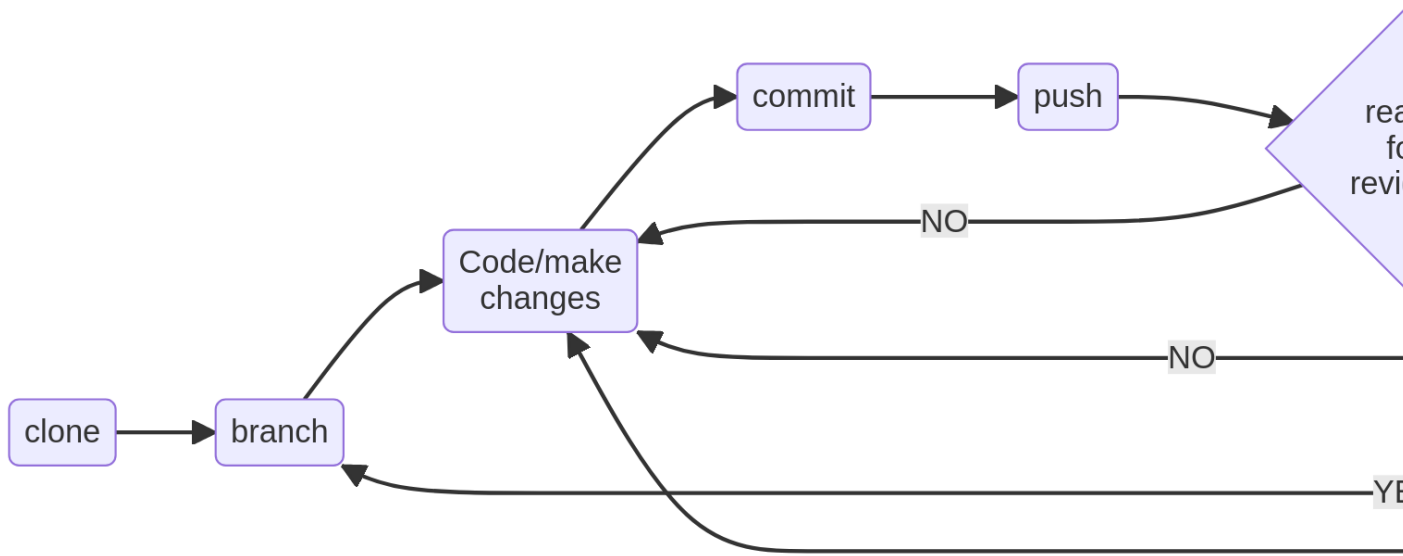 commit
push
NO
Code/make
changes
NO
clone
branch